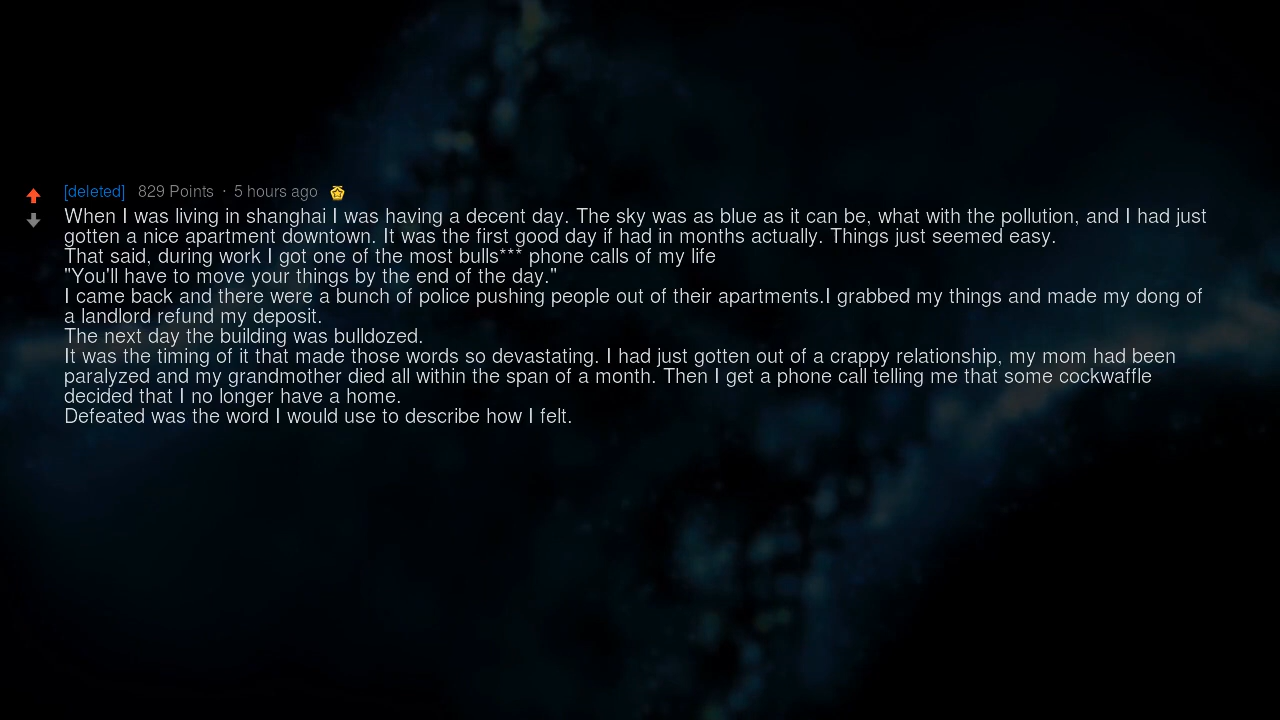 [deleted] 829 Points · 5 hours ago
When I was living in shanghai I was having a decent day. The sky was as blue as it can be, what with the pollution, and I had just
gotten a nice apartment downtown. It was the first good day if had in months actually. Things just seemed easy.
That said, during work I got one of the most bulls*** phone calls of my life
"You'll have to move your things by the end of the day."
I came back and there were a bunch of police pushing people out of their apartments.I grabbed my things and made my dong of
a landlord refund my deposit.
The next day the building was bulldozed.
It was the timing of it that made those words so devastating. I had just gotten out of a crappy relationship, my mom had been
paralyzed and my grandmother died all within the span of a month. Then I get a phone call telling me that some cockwaffle
decided that I no longer have a home.
Defeated was the word I would use to describe how I felt.